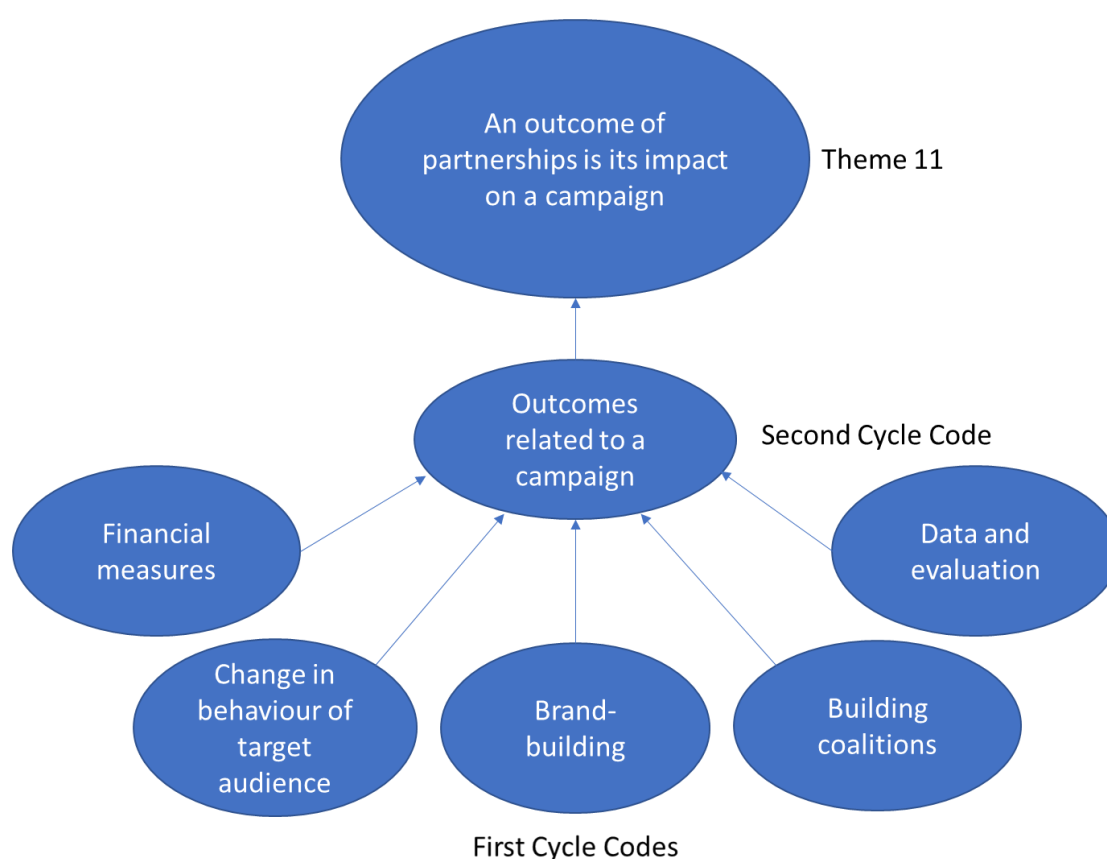 An outcome of
partnerships is its impact
on a campaign
Theme 11
Outcomes
related to a
campaign
Second Cycle Code
Financial
measures
Data and
evaluation
Change in
behaviour of
target
audience
Brand-
building
Building
coalitions
First Cycle Codes